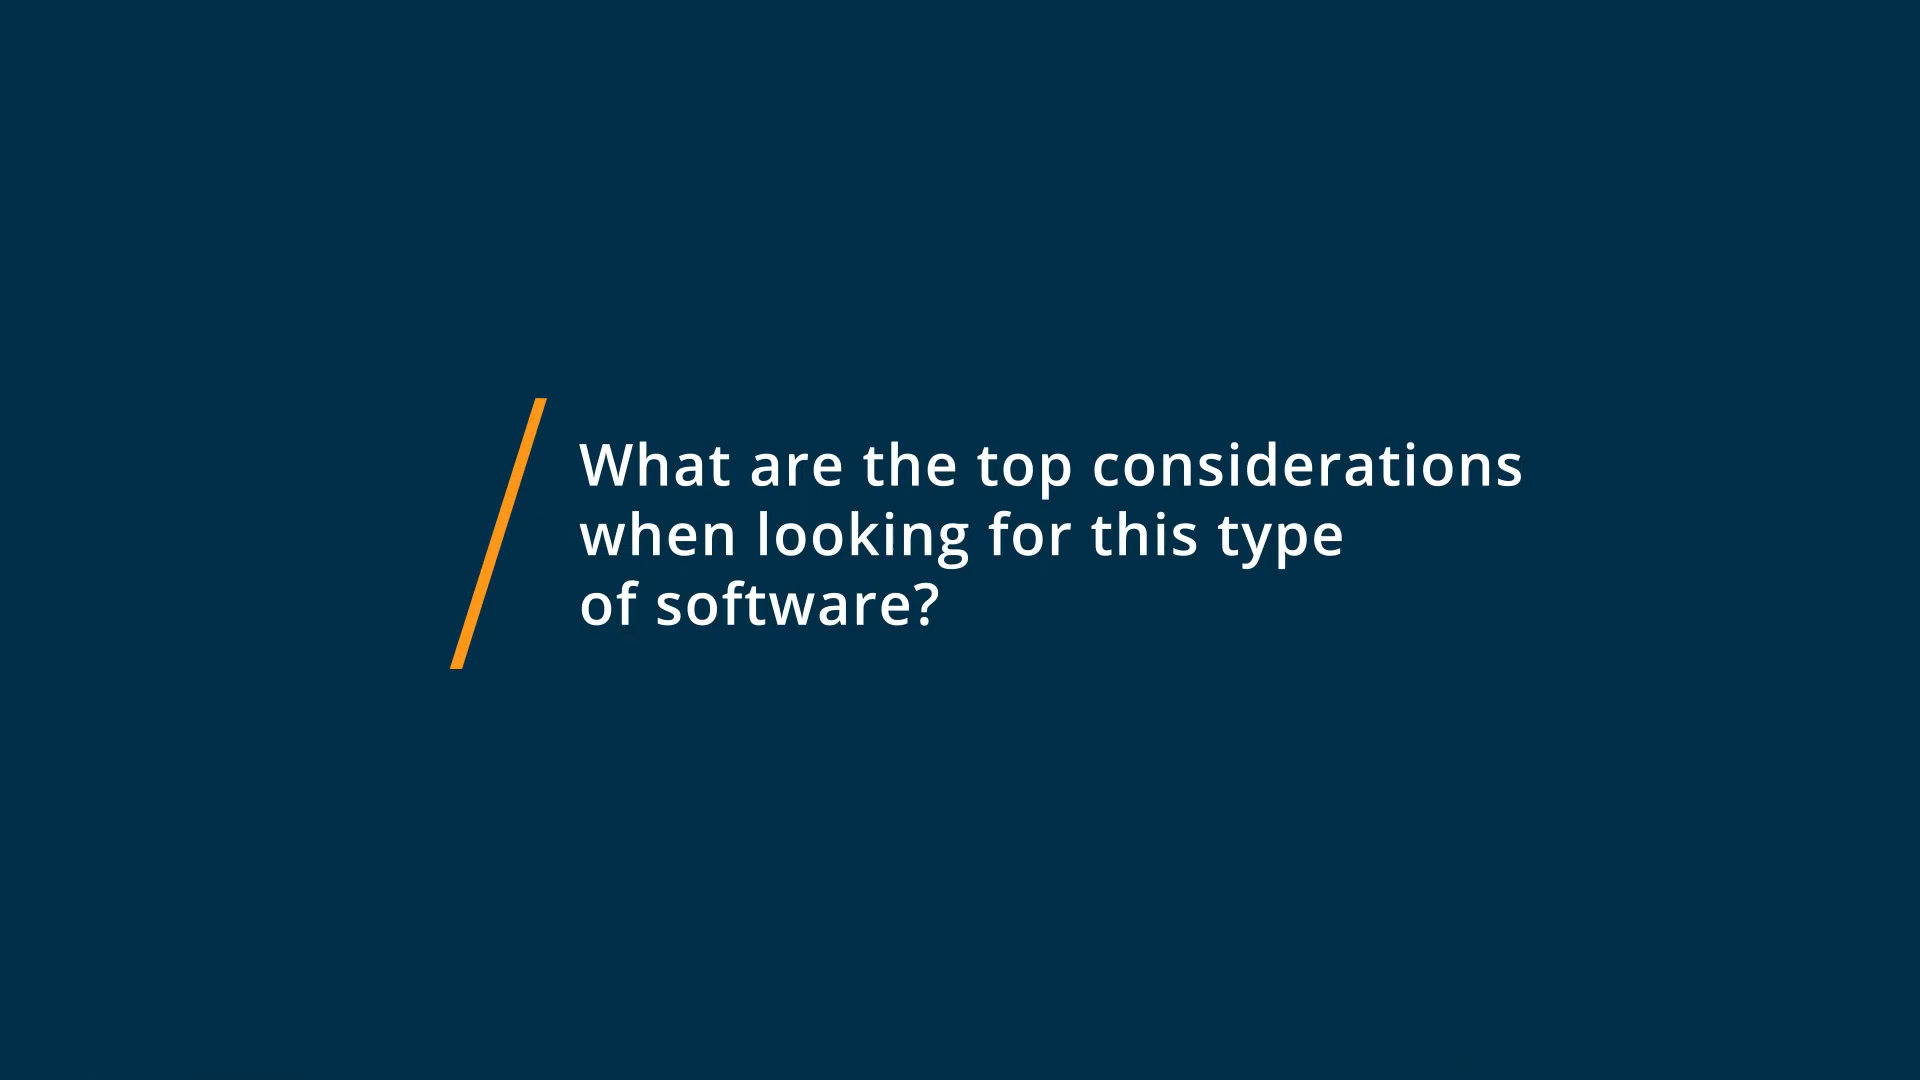 What are the top considerations
when looking for this type
of software?